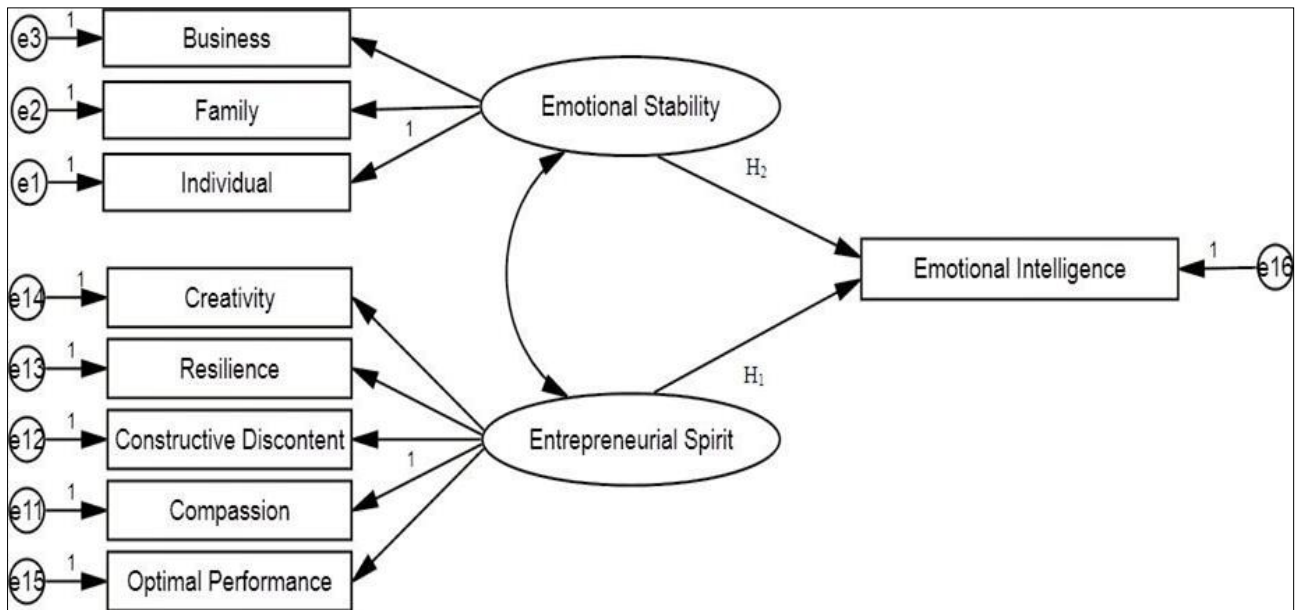 e3 1 Business
e2 1 Family
e1 1 Individual
1
Emotional Stability
H₂
Emotional Intelligence 1 e16
e14 1 Creativity
e13 1 Resilience
e12 1 Constructive Discontent
e11 1 Compassion
e15 1 Optimal Performance
1
Entrepreneurial Spirit
H₁